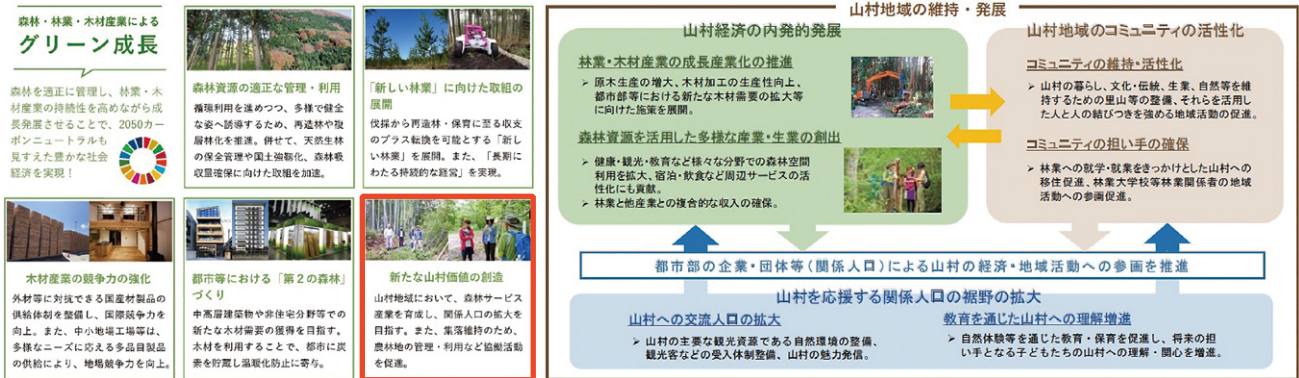 森林・林業・木材産業による
グリーン成長
森林を適正に管理し、林業・木
材産業の持続性を高めながら成
長発展させることで、2050カー
ボンニュートラルも
見すえた豊かな社会
経済を実現！
森林資源の適正な管理・利用
循環利用を進めつつ、多様で健全
な姿へ誘導するため、再造林や複
層林化を推進。併せて、天然生林
の保全管理や国土強靱化、森林吸
収量確保に向けた取組を加速。
「新しい林業」に向けた取組の
展開
伐採から再造林・保育に至る収支
のプラス転換を可能とする「新し
い林業」を展開。また、「長期に
わたる持続的な経営」を実現。
木材産業の競争力の強化
外材等に対抗できる国産材製品の
供給体制を整備し、国際競争力を
向上。また、中小地場工場等は、
多様なニーズに応える多品目製品
の供給により、地場競争力を向上。
都市等における「第２の森林」
づくり
中高層建築物や非住宅分野等での
新たな木材需要の獲得を目指す。
木材を利用することで、都市に炭
素を貯蔵し温暖化防止に寄与。
新たな山村価値の創造
山村地域において、森林サービス
産業を育成し、関係人口の拡大を
目指す。また、集落維持のため、
農林地の管理・利用など協働活動
を促進。
山村地域の維持・発展
山村経済の内発的発展
林業・木材産業の成長産業化の推進
➢ 原木生産の増大、木材加工の生産性向上、
都市部等における新たな木材需要の拡大等
に向けた施策を展開。
森林資源を活用した多様な産業・生業の創出
➢ 健康・観光・教育など様々な分野での森林空間
利用を拡大、宿泊・飲食など周辺サービスの活
性化にも貢献。
➢ 林業と他産業との複合的な収入の確保。
山村地域のコミュニティの活性化
コミュニティの維持・活性化
➢ 山村の暮らし、文化・伝統、生業、自然等を維
持するための里山等の整備、それらを活用し
た人と人の結びつきを強める地域活動の促進。
コミュニティの担い手の確保
➢ 林業への就学・就業をきっかけとした山村への
移住促進、林業大学校等林業関係者の地域
活動への参画促進。
都市部の企業・団体等（関係人口）による山村の経済・地域活動への参画を推進
山村を応援する関係人口の裾野の拡大
山村への交流人口の拡大
➢ 山村の主要な観光資源である自然環境の整備、
観光客などの受入体制整備、山村の魅力発信。
教育を通じた山村への理解増進
➢ 自然体験等を通じた教育・保育を促進し、将来の担
い手となる子どもたちの山村への理解・関心を増進。